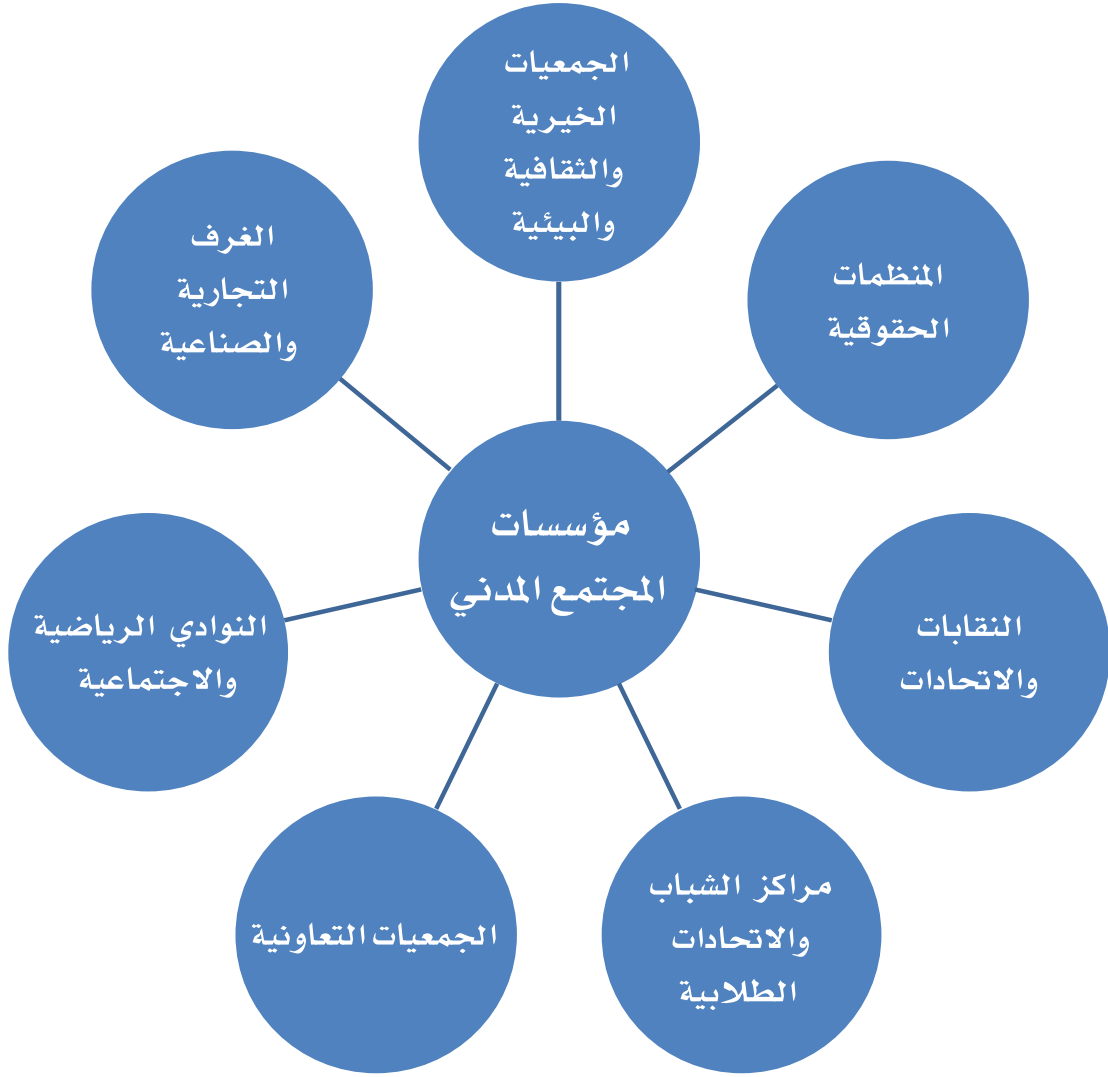 الجمعيات
الخيرية
والثقافية
والبيئية
المنظمات
الحقوقية
النقابات
والاتحادات
مراكز الشباب
والاتحادات
الطلابية
الجمعيات التعاونية
النوادي الرياضية
والاجتماعية
الغرف
التجارية
والصناعية
مؤسسات
المجتمع المدني